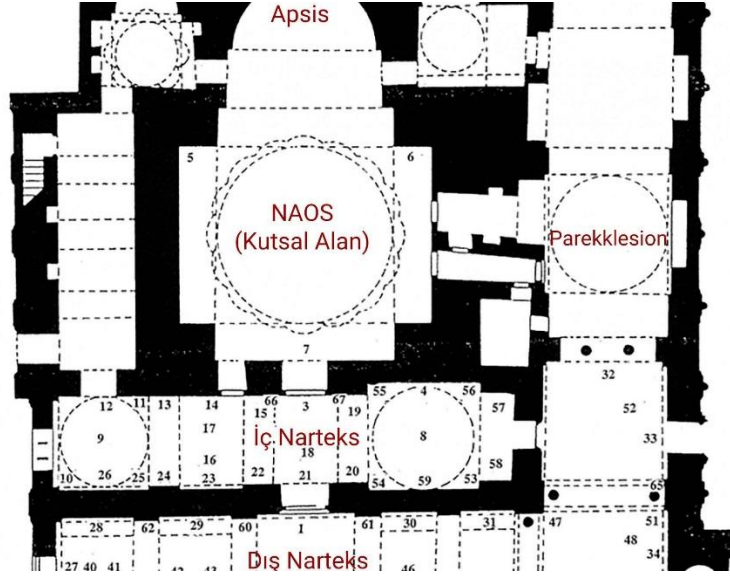 Apsis
5
6
NAOS
(Kutsal Alan)
Parekklesion
7
32
12 11 13 14 66 3 67 55 4 56
15 19 57 52
17
9 İç Narteks 8 33
18
16
10 26 25 24 23 22 21 20 54 59 53 58
65
28 62 29 60 1 61 30 31 47 51
48
Dış Narteks 34
27 40 41 42 43 46